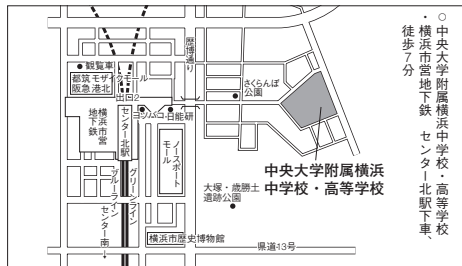 ○中央大学附属横浜中学校・高等学校
・横浜市営地下鉄 センター北駅下車、
徒歩7分
歴博通り
観覧車
都筑モザイクモール
阪急港北
出口2
さくらんぼ
公園
ヨツムコ
日能研
横浜市営
地下鉄
センター北駅
ノースポート
モール
中央大学附属横浜
中学校・高等学校
大塚・歳勝土
遺跡公園
グリーンライン
ブルーライン
センター南→
横浜市歴史博物館
県道13号